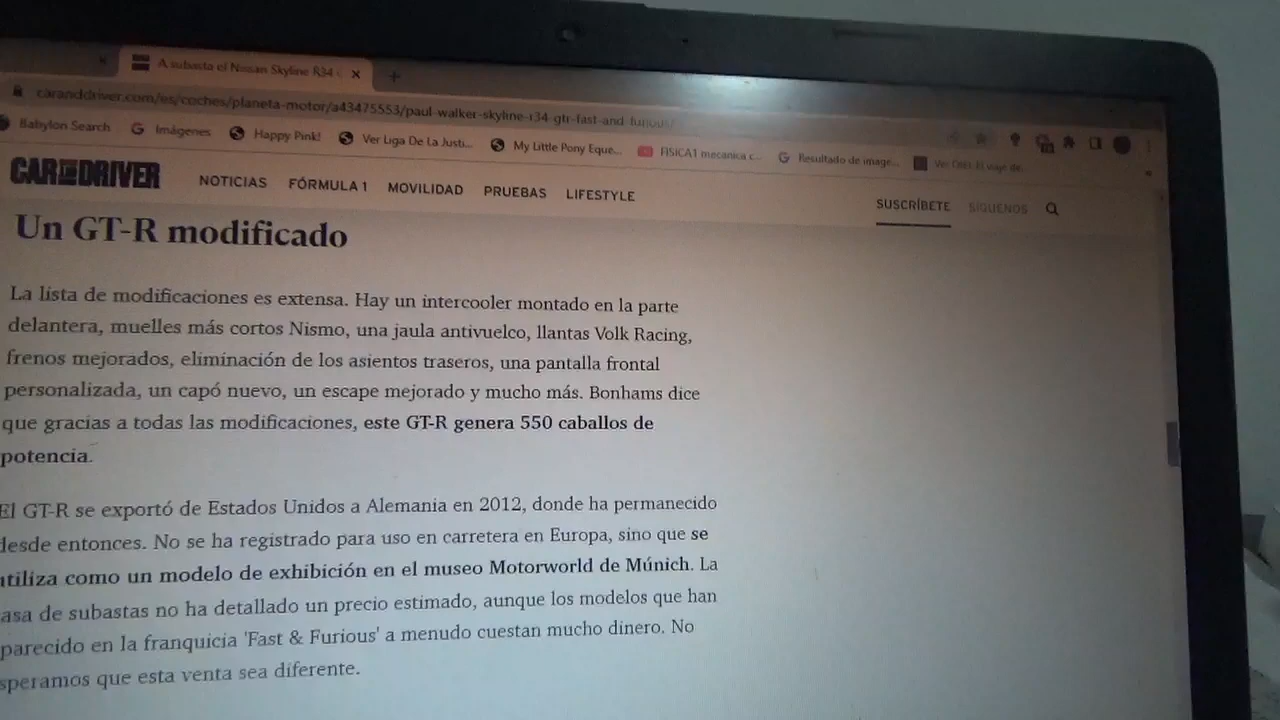 A subasta el Nissan Skyline R34
caranddriver.com/es/coches/planeta-motor/a43475553/paul-walker-skyline-r34-gtr-fast-and-furious/
Babylon Search Imágenes Happy Pink! Ver Liga De La Justi... My Little Pony Eque... FISICA1 mecanica c... Resultado de image...
CAR AND DRIVER NOTICIAS FÓRMULA 1 MOVILIDAD PRUEBAS LIFESTYLE SUSCRÍBETE SÍGUENOS
Un GT-R modificado
La lista de modificaciones es extensa. Hay un intercooler montado en la parte
delantera, muelles más cortos Nismo, una jaula antivuelco, llantas Volk Racing,
frenos mejorados, eliminación de los asientos traseros, una pantalla frontal
personalizada, un capó nuevo, un escape mejorado y mucho más. Bonhams dice
que gracias a todas las modificaciones, este GT-R genera 550 caballos de
potencia.
El GT-R se exportó de Estados Unidos a Alemania en 2012, donde ha permanecido
desde entonces. No se ha registrado para uso en carretera en Europa, sino que se
utiliza como un modelo de exhibición en el museo Motorworld de Múnich. La
asa de subastas no ha detallado un precio estimado, aunque los modelos que han
parecido en la franquicia 'Fast & Furious' a menudo cuestan mucho dinero. No
speramos que esta venta sea diferente.